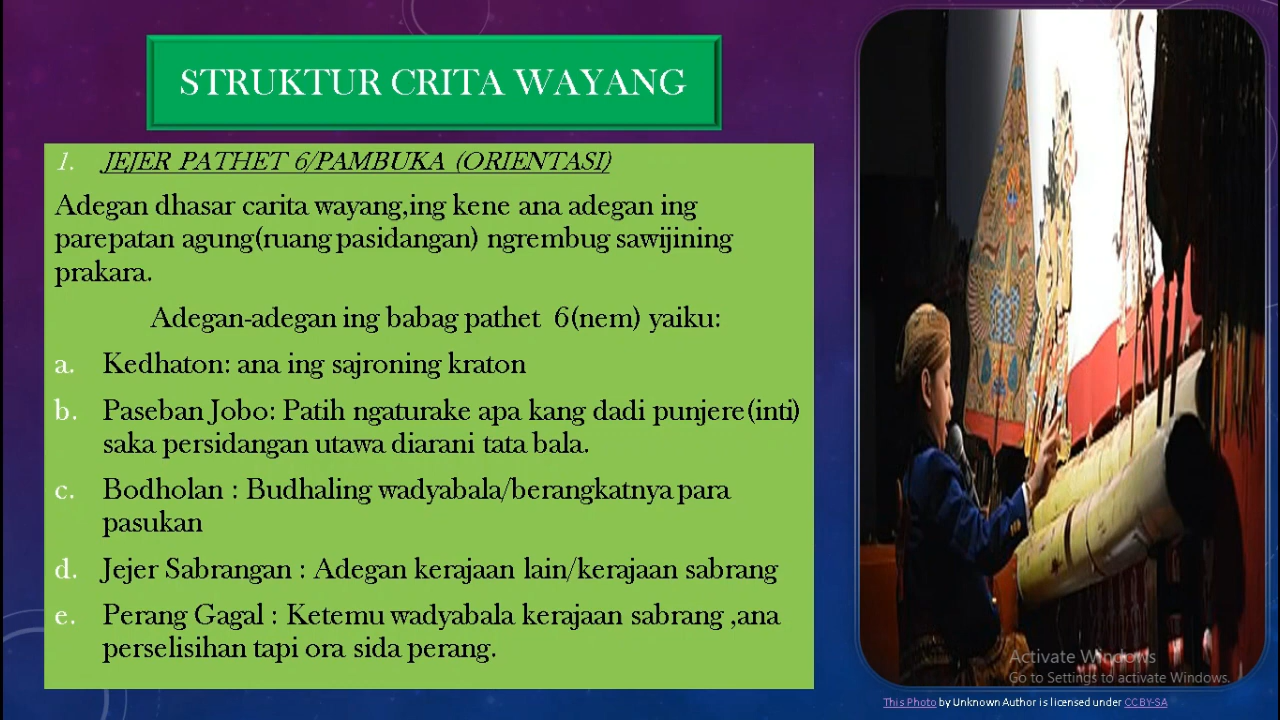 STRUKTUR CRITA WAYANG
1. JEJER PATHET 6/PAMBUKA (ORIENTASI)
Adegan dhasar carita wayang,ing kene ana adegan ing
parepatan agung(ruang pasidangan) ngrembug sawijining
prakara.
Adegan-adegan ing babag pathet 6(nem) yaiku:
a. Kedhaton: ana ing sajroning kraton
b. Paseban Jobo: Patih ngaturake apa kang dadi punjere(inti)
saka persidangan utawa diarani tata bala.
c. Bodholan : Budhaling wadyabala/berangkatnya para
pasukan
d. Jejer Sabrangan : Adegan kerajaan lain/kerajaan sabrang
e. Perang Gagal : Ketemu wadyabala kerajaan sabrang ,ana
perselisihan tapi ora sida perang.
Activate Windows
Go to Settings to activate Windows.
This Photo by Unknown Author is licensed under CC BY-SA